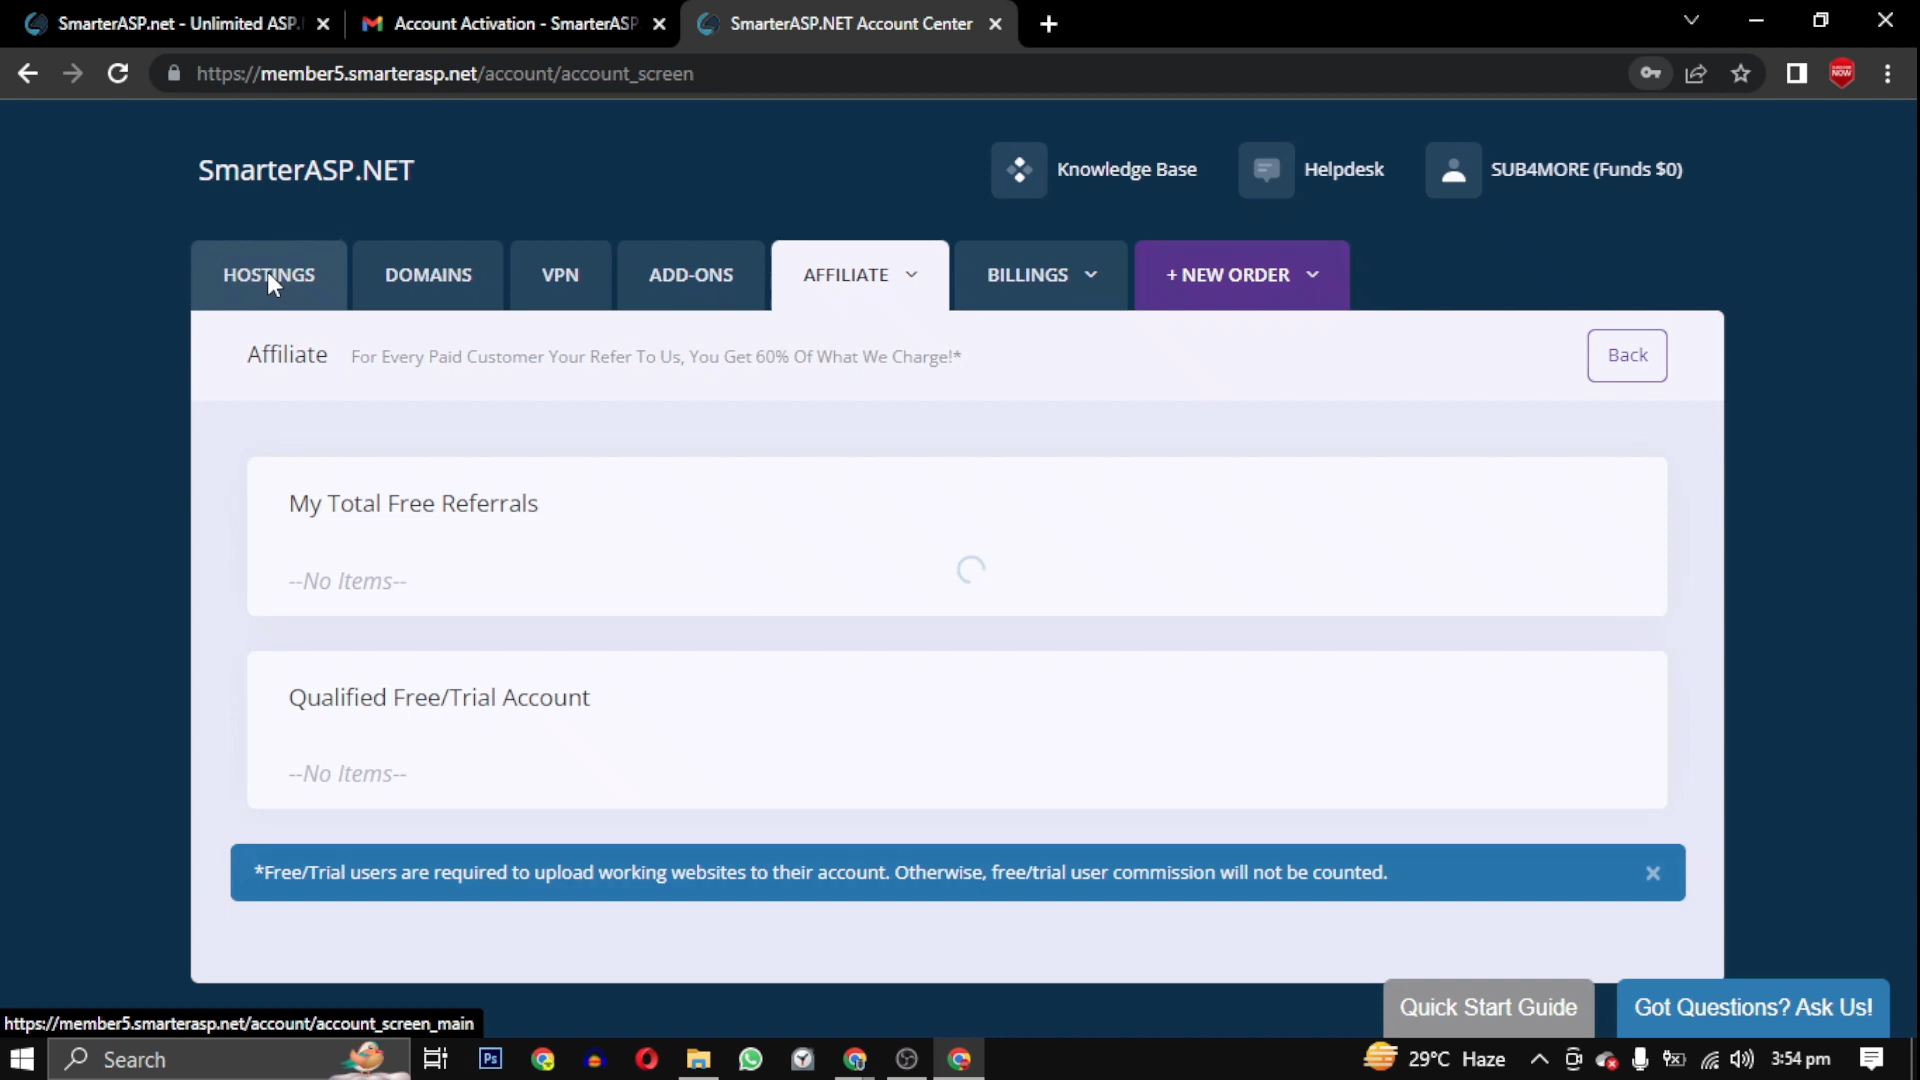 SmarterASP.net - Unlimited ASP.
Account Activation - SmarterASP
SmarterASP.NET Account Center
https://member5.smarterasp.net/account/account_screen
NOW
SmarterASP.NET
Knowledge Base
Helpdesk
SUB4MORE (Funds $0)
HOSTINGS
DOMAINS
VPN
ADD-ONS
AFFILIATE
BILLINGS
+ NEW ORDER
Affiliate For Every Paid Customer Your Refer To Us, You Get 60% Of What We Charge!*
Back
My Total Free Referrals
--No Items--
Qualified Free/Trial Account
--No Items--
*Free/Trial users are required to upload working websites to their account. Otherwise, free/trial user commission will not be counted.
Quick Start Guide
Got Questions? Ask Us!
https://member5.smarterasp.net/account/account_screen_main
Search
Ps
29°C Haze
3:54 pm